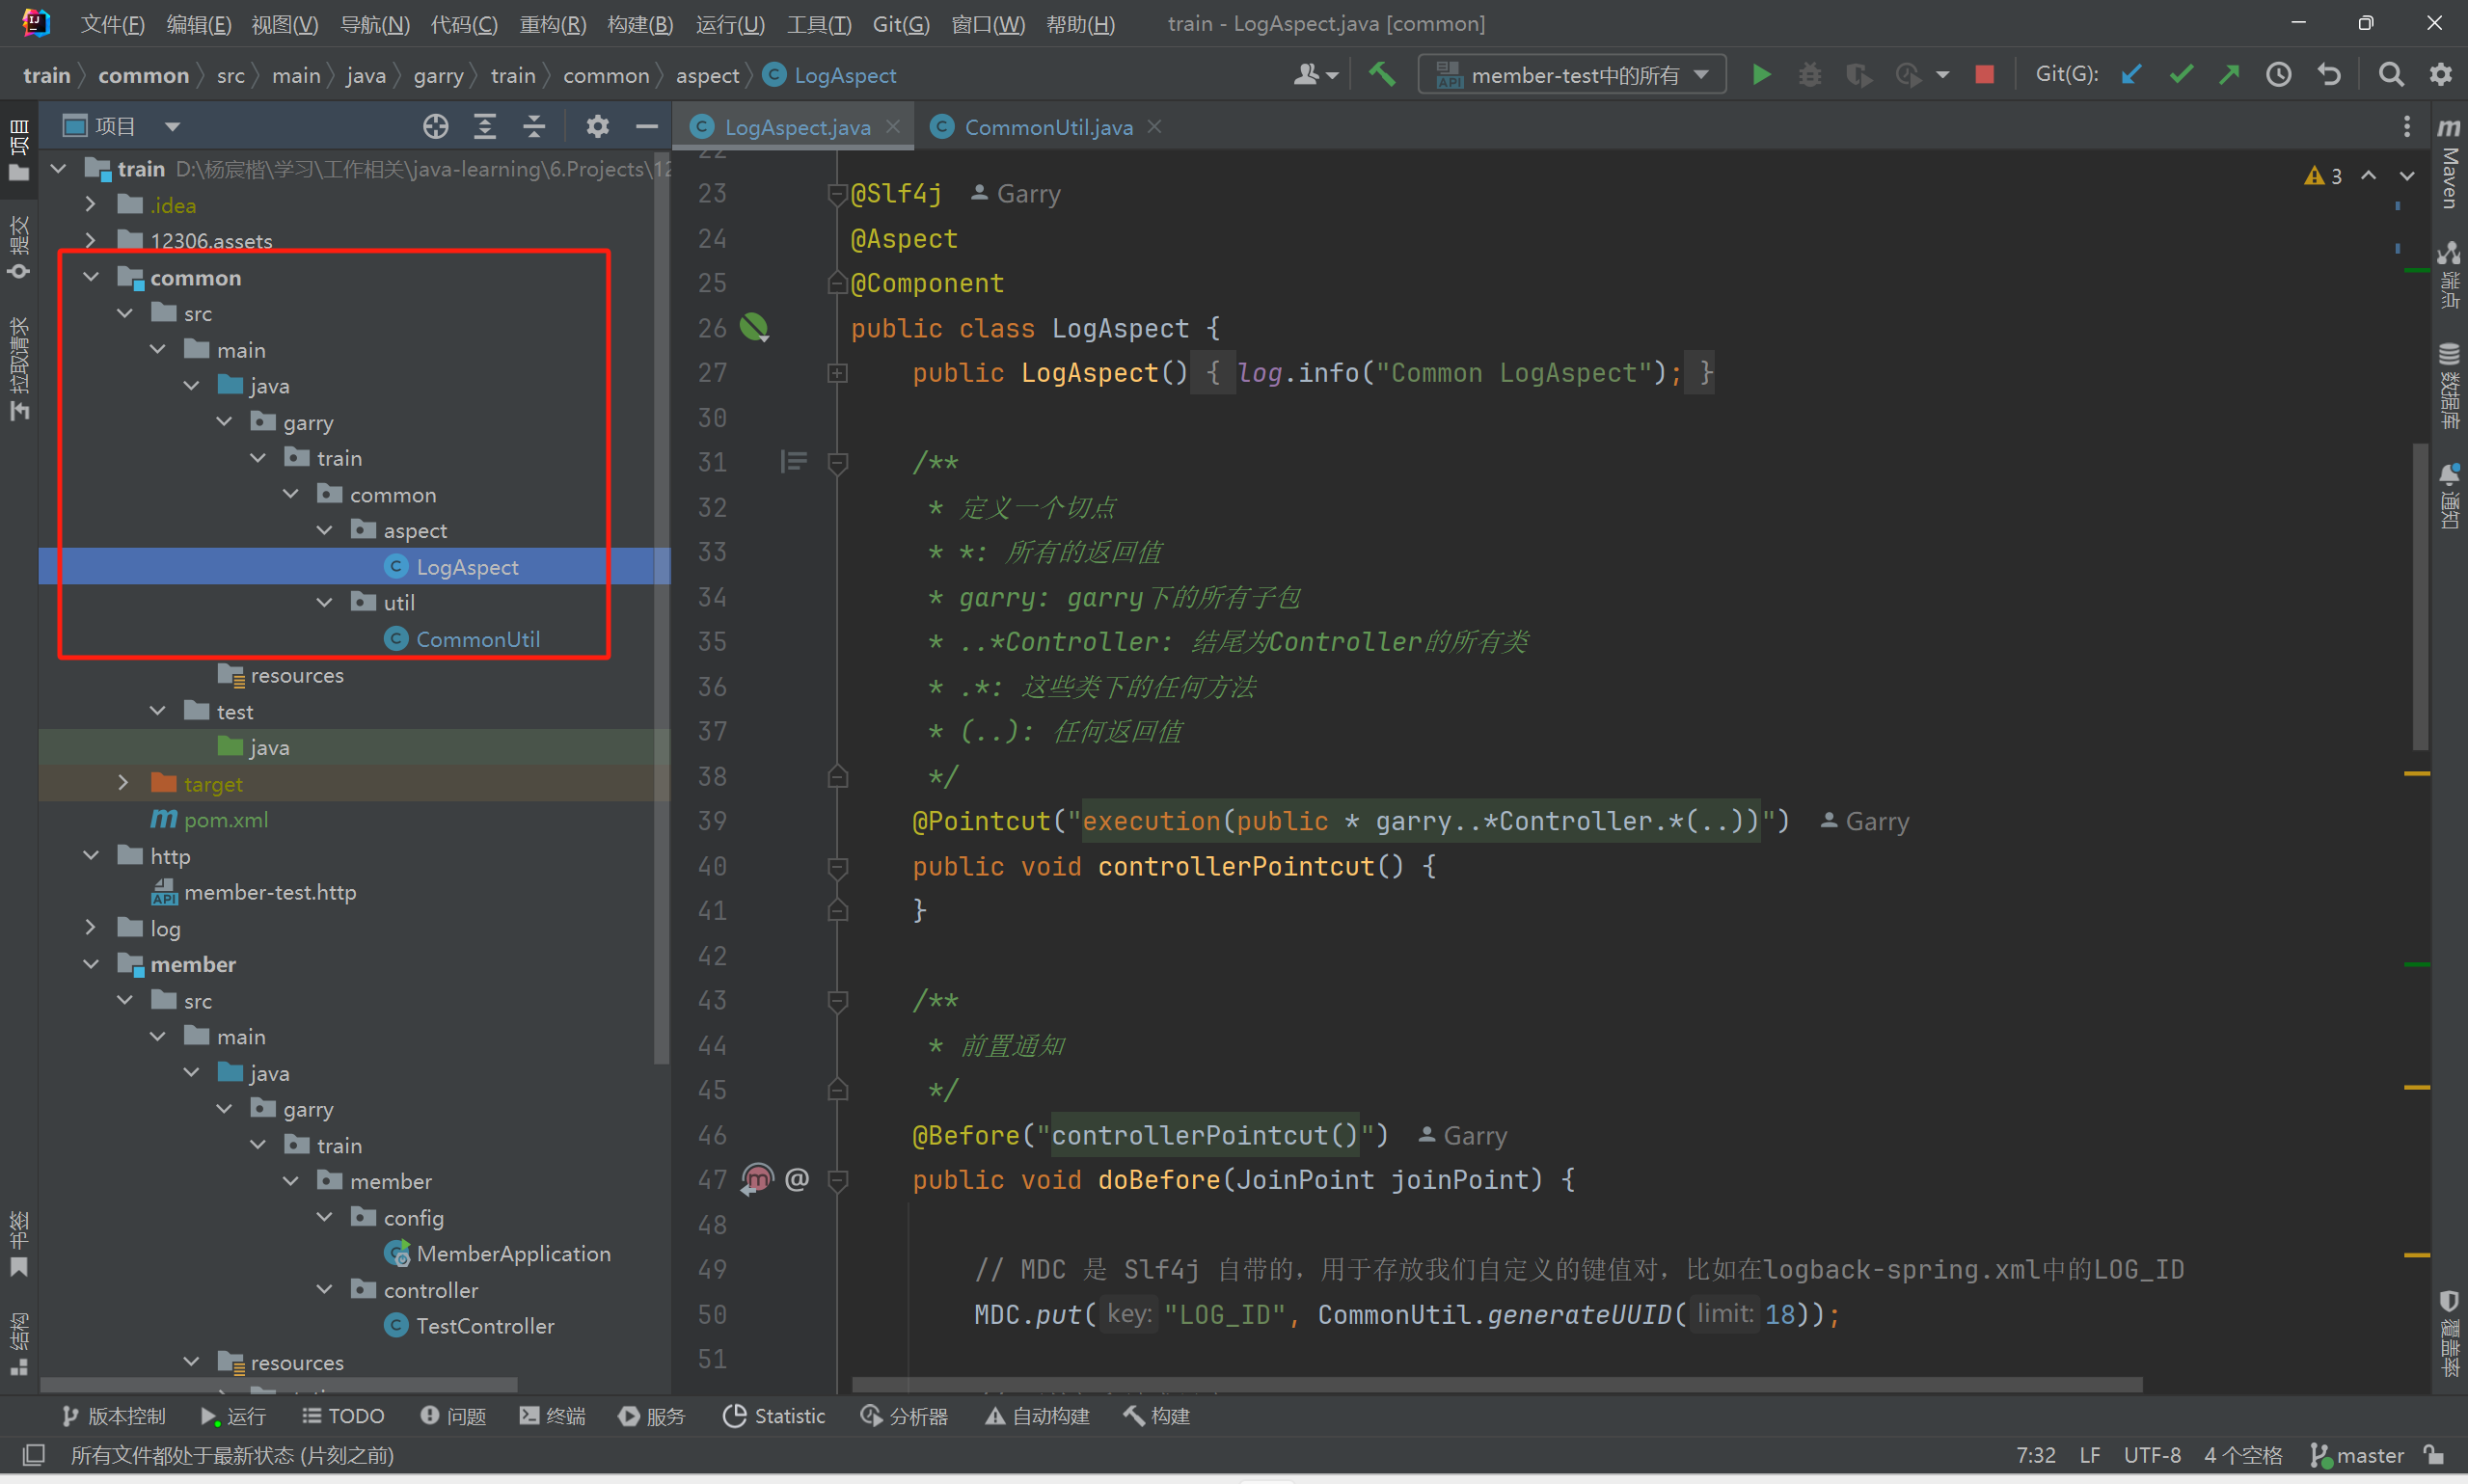 文件(F) 编辑(E) 视图(V) 导航(N) 代码(C) 重构(R) 构建(B) 运行(U) 工具(T) Git(G) 窗口(W) 帮助(H) train - LogAspect.java [common]
train common src main java garry train common aspect LogAspect member-test中的所有 Git(G):
项目
LogAspect.java
CommonUtil.java
项目
提交
拉取请求
书签
结构
train D:\杨宸楷\学习\工作相关\java-learning\6.Projects\12
.idea
12306.assets
common
src
main
java
garry
train
common
aspect
LogAspect
util
CommonUtil
resources
test
java
target
pom.xml
http
member-test.http
log
member
src
main
java
garry
train
member
config
MemberApplication
controller
TestController
resources
22
23 @Slf4j Garry
24 @Aspect
25 @Component
26 public class LogAspect {
27 public LogAspect() { log.info("Common LogAspect"); }
30
31 /**
32 * 定义一个切点
33 * *: 所有的返回值
34 * garry: garry下的所有子包
35 * ..*Controller: 结尾为Controller的所有类
36 * .*: 这些类下的任何方法
37 * (..): 任何返回值
38 */
39 @Pointcut("execution(public * garry..*Controller.*(..))") Garry
40 public void controllerPointcut() {
41 }
42
43 /**
44 * 前置通知
45 */
46 @Before("controllerPointcut()") Garry
47 public void doBefore(JoinPoint joinPoint) {
48
49 // MDC 是 Slf4j 自带的，用于存放我们自定义的键值对，比如在logback-spring.xml中的LOG_ID
50 MDC.put( key: "LOG_ID", CommonUtil.generateUUID( limit: 18));
51
3
Maven
端点
数据库
通知
覆盖率
版本控制 运行 TODO 问题 终端 服务 Statistic 分析器 自动构建 构建
所有文件都处于最新状态 (片刻之前) 7:32 LF UTF-8 4 个空格 master